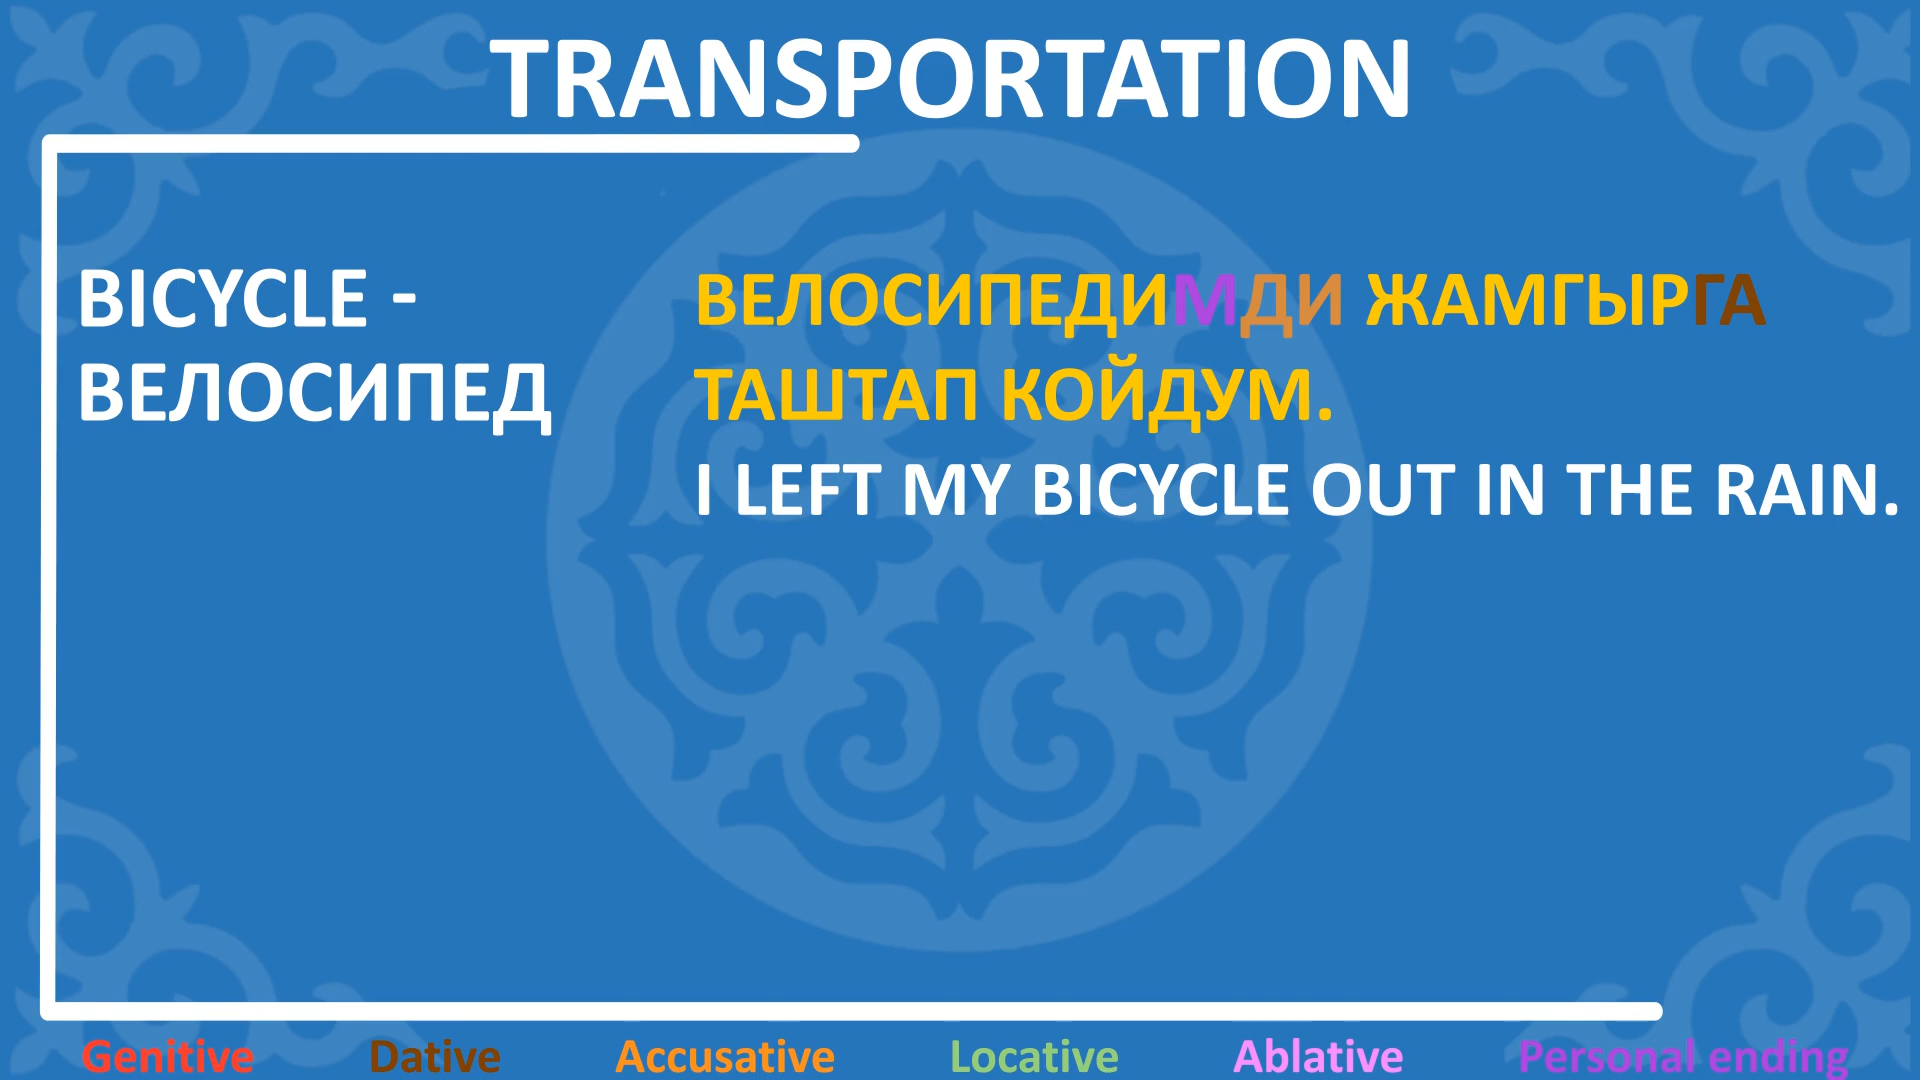 TRANSPORTATION
BICYCLE -
ВЕЛОСИПЕД
ВЕЛОСИПЕДИМДИ ЖАМГЫРГА
ТАШТАП КОЙДУМ.
I LEFT MY BICYCLE OUT IN THE RAIN.
Genitive Dative Accusative Locative Ablative Personal ending